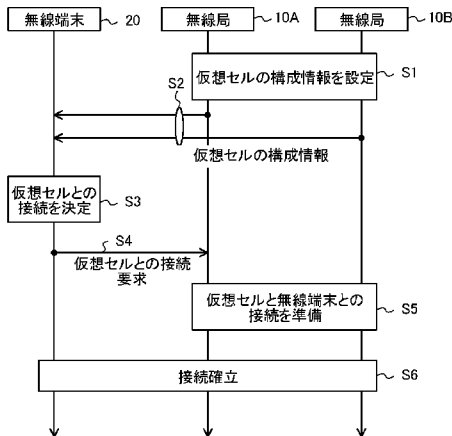 無線端末 20
無線局 10A
無線局 10B
仮想セルの構成情報を設定 S1
S2
仮想セルの構成情報
仮想セルとの
接続を決定 S3
S4
仮想セルとの接続
要求
仮想セルと無線端末との
接続を準備 S5
接続確立 S6